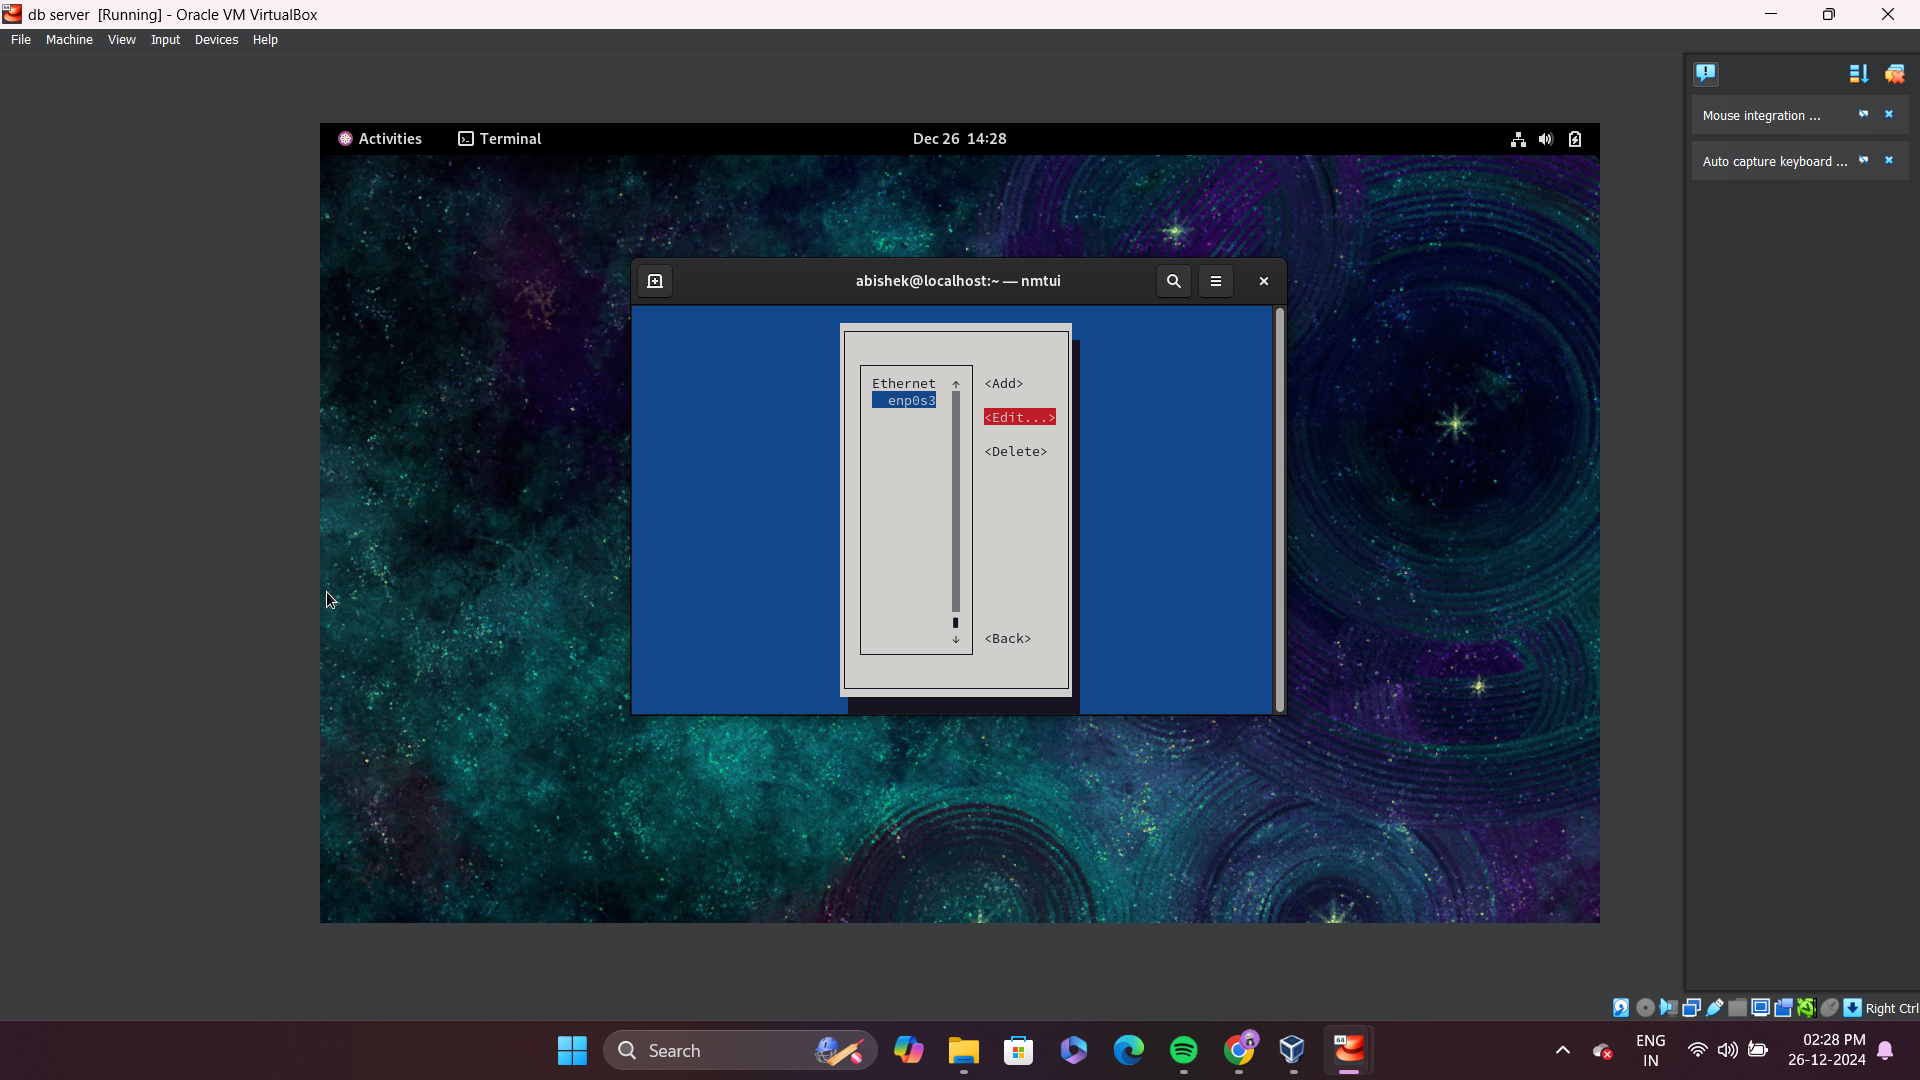 db server [Running] - Oracle VM VirtualBox
File Machine View Input Devices Help
Mouse integration ...
Auto capture keyboard ...
Activities Terminal Dec 26 14:28
abishek@localhost:~ — nmtui
Ethernet ↑ <Add>
enp0s3
<Edit...>
<Delete>
↓ <Back>
Right Ctrl
Search
ENG
IN
02:28 PM
26-12-2024